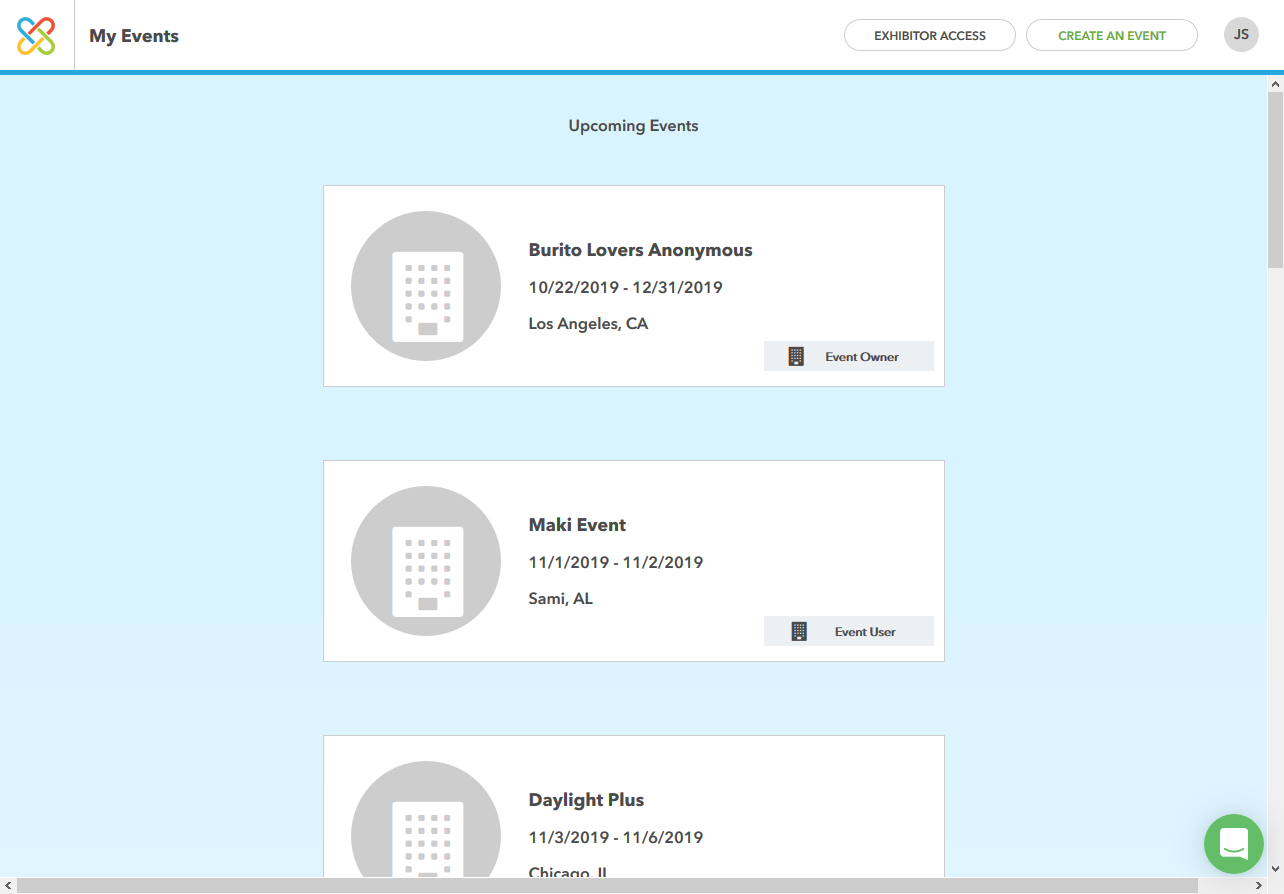 My Events
EXHIBITOR ACCESS
CREATE AN EVENT
JS
Upcoming Events
Burito Lovers Anonymous
10/22/2019 - 12/31/2019
Los Angeles, CA
Event Owner
Maki Event
11/1/2019 - 11/2/2019
Sami, AL
Event User
Daylight Plus
11/3/2019 - 11/6/2019
Chicago, IL